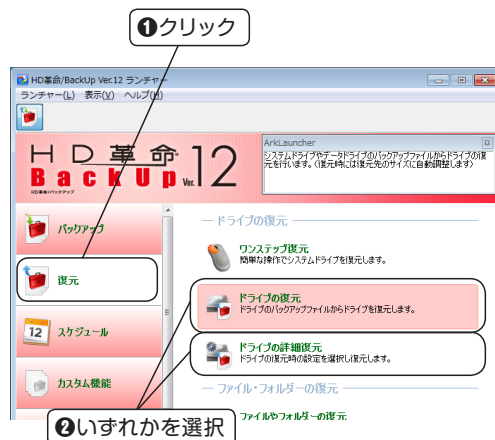 ❶クリック
HD革命/BackUp Ver.12 ランチャー
ランチャー(L) 表示(V) ヘルプ(H)
HD革命
BackUp Ver. 12
HD革命/バックアップ
ArkLauncher
システムドライブやデータドライブのバックアップファイルからドライブの復
元を行います。(復元時には復元先のサイズに自動調整します)
バックアップ
復元
12 スケジュール
カスタム機能
ドライブの復元
ワンステップ復元
簡単な操作でシステムドライブを復元します。
ドライブの復元
ドライブのバックアップファイルからドライブを復元します。
ドライブの詳細復元
ドライブの復元時の設定を選択し復元します。
ファイル・フォルダーの復元
ファイルやフォルダーの復元
❷いずれかを選択